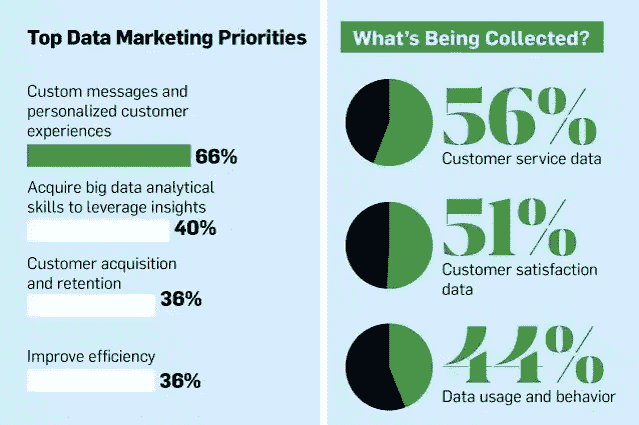 Top Data Marketing Priorities
Custom messages and
personalized customer
experiences
66%
Acquire big data analytical
skills to leverage insights
40%
Customer acquisition
and retention
36%
Improve efficiency
36%
What's Being Collected?
56%
Customer service data
51%
Customer satisfaction
data
44%
Data usage and behavior